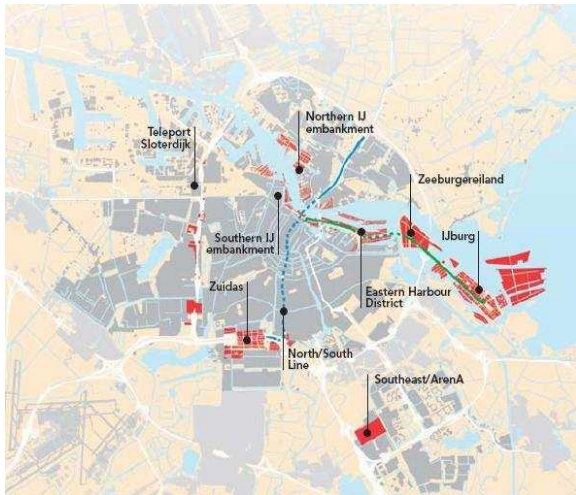 Northern IJ
embankment
Teleport
Sloterdijk
Zeeburgereiland
Southern IJ
embankment
IJburg
Zuidas
Eastern Harbour
District
North/South
Line
Southeast/ArenA